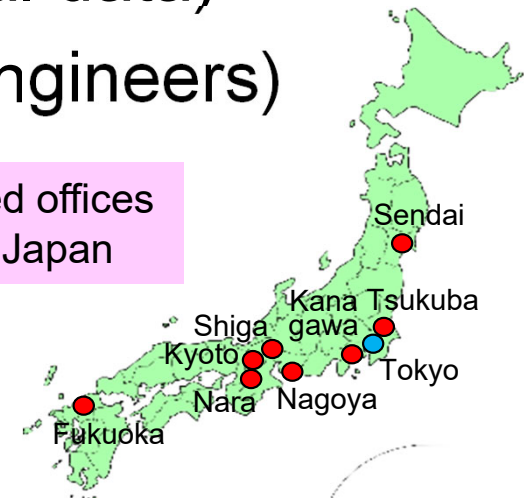 ngineers)
ed offices
Japan
Sendai
Kana
gawa
Tsukuba
Shiga
Kyoto
Tokyo
Nara
Nagoya
Fukuoka